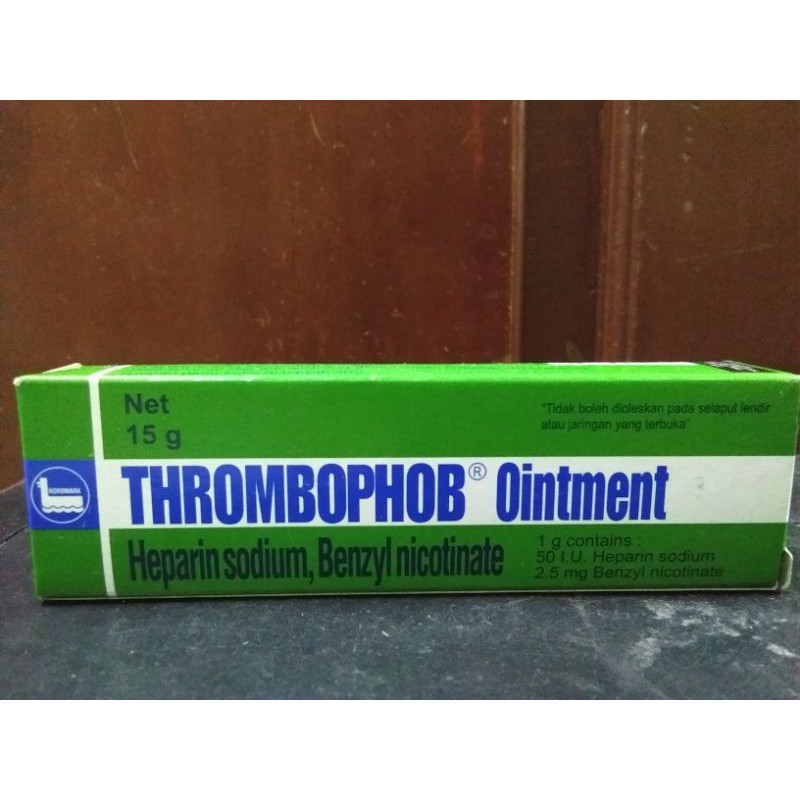 Net
15 g
"Tidak boleh dioleskan pada selaput lendir
atau jaringan yang terbuka"
NORDMARK
THROMBOPHOB® Ointment
Heparin sodium, Benzyl nicotinate
1 g contains :
50 I.U. Heparin sodium
2.5 mg Benzyl nicotinate